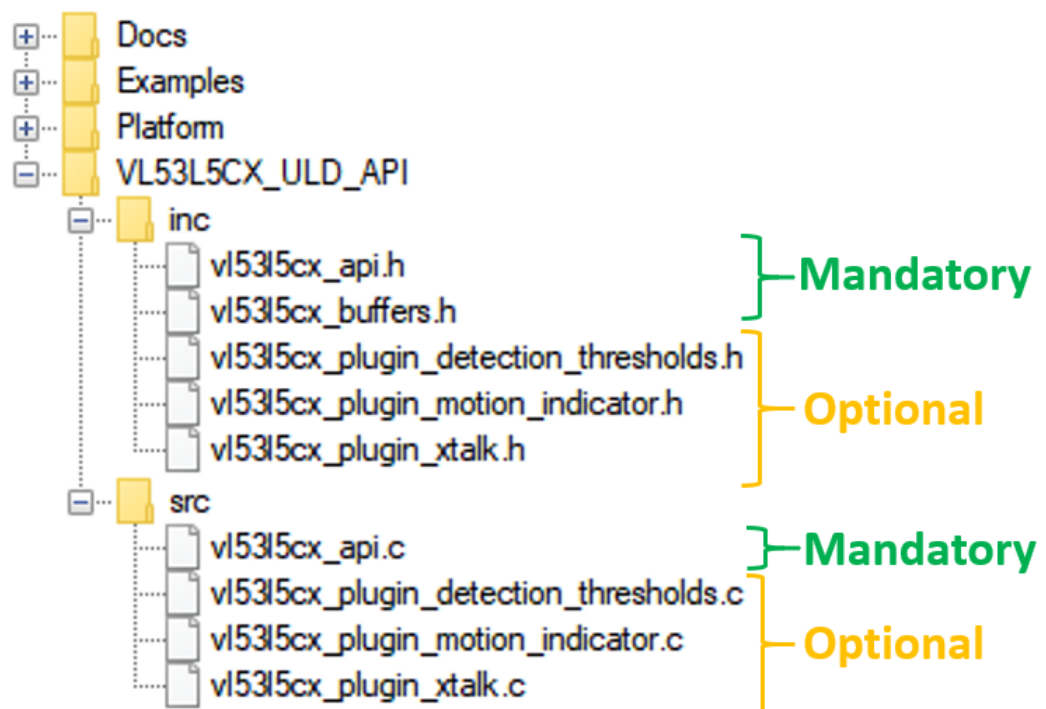 Docs
Examples
Platform
VL53L5CX_ULD_API
inc
vl53l5cx_api.h
vl53l5cx_buffers.h
Mandatory
vl53l5cx_plugin_detection_thresholds.h
vl53l5cx_plugin_motion_indicator.h
vl53l5cx_plugin_xtalk.h
Optional
src
vl53l5cx_api.c
Mandatory
vl53l5cx_plugin_detection_thresholds.c
vl53l5cx_plugin_motion_indicator.c
vl53l5cx_plugin_xtalk.c
Optional